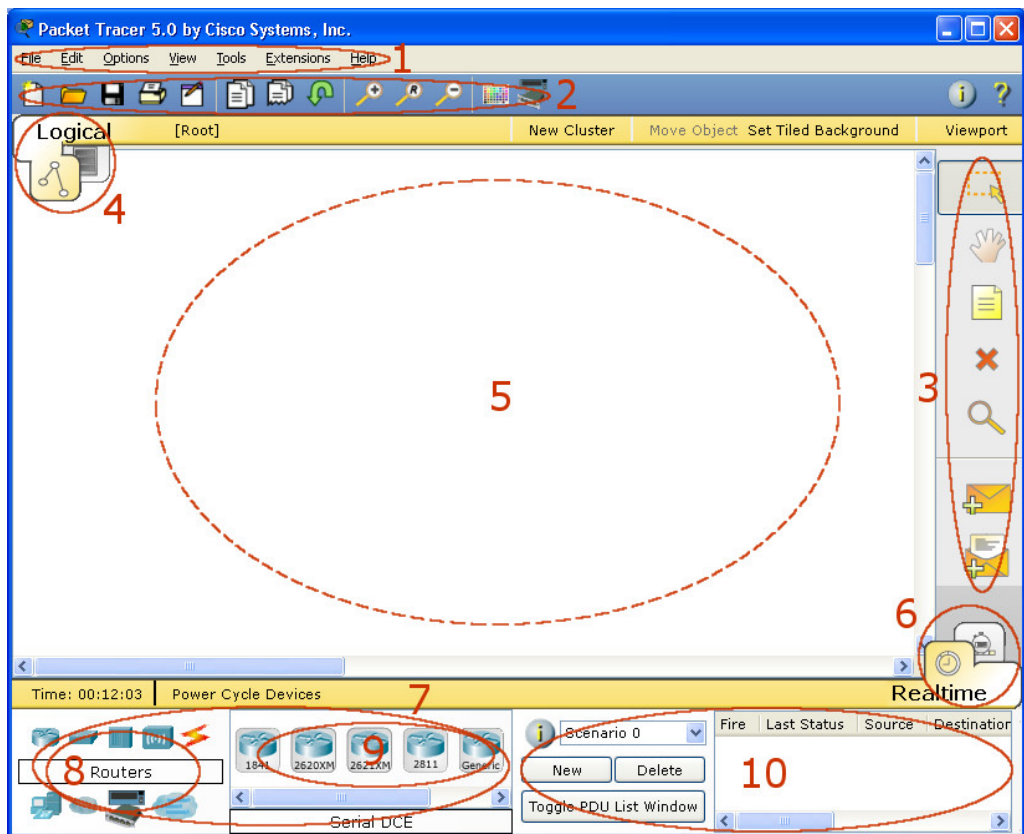 Packet Tracer 5.0 by Cisco Systems, Inc.
File Edit Options View Tools Extensions Help 1
R 2 i ?
Logical [Root] New Cluster Move Object Set Tiled Background Viewport
4
5
3
6
Time: 00:12:03 Power Cycle Devices 7 Realtime
8 Routers
1841 2620XM 2621XM 2811 Generic
9
Serial DCE
i Scenario 0
New Delete
Toggle PDU List Window
Fire Last Status Source Destination
10